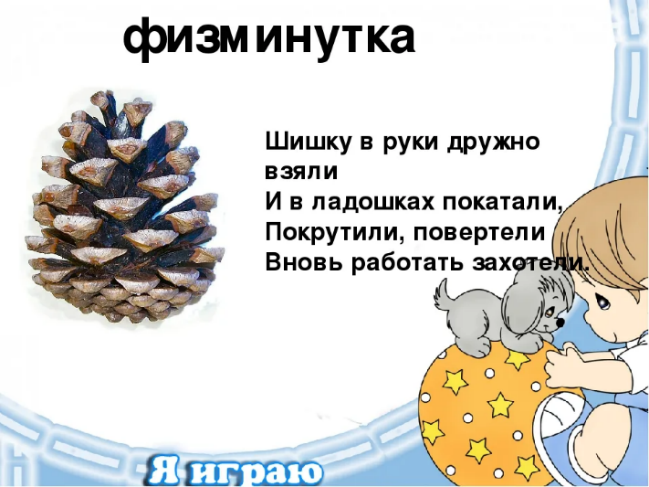 физминутка
Шишку в руки дружно
взяли
И в ладошках покатали,
Покрутили, повертели
Вновь работать захотели.
Я играю